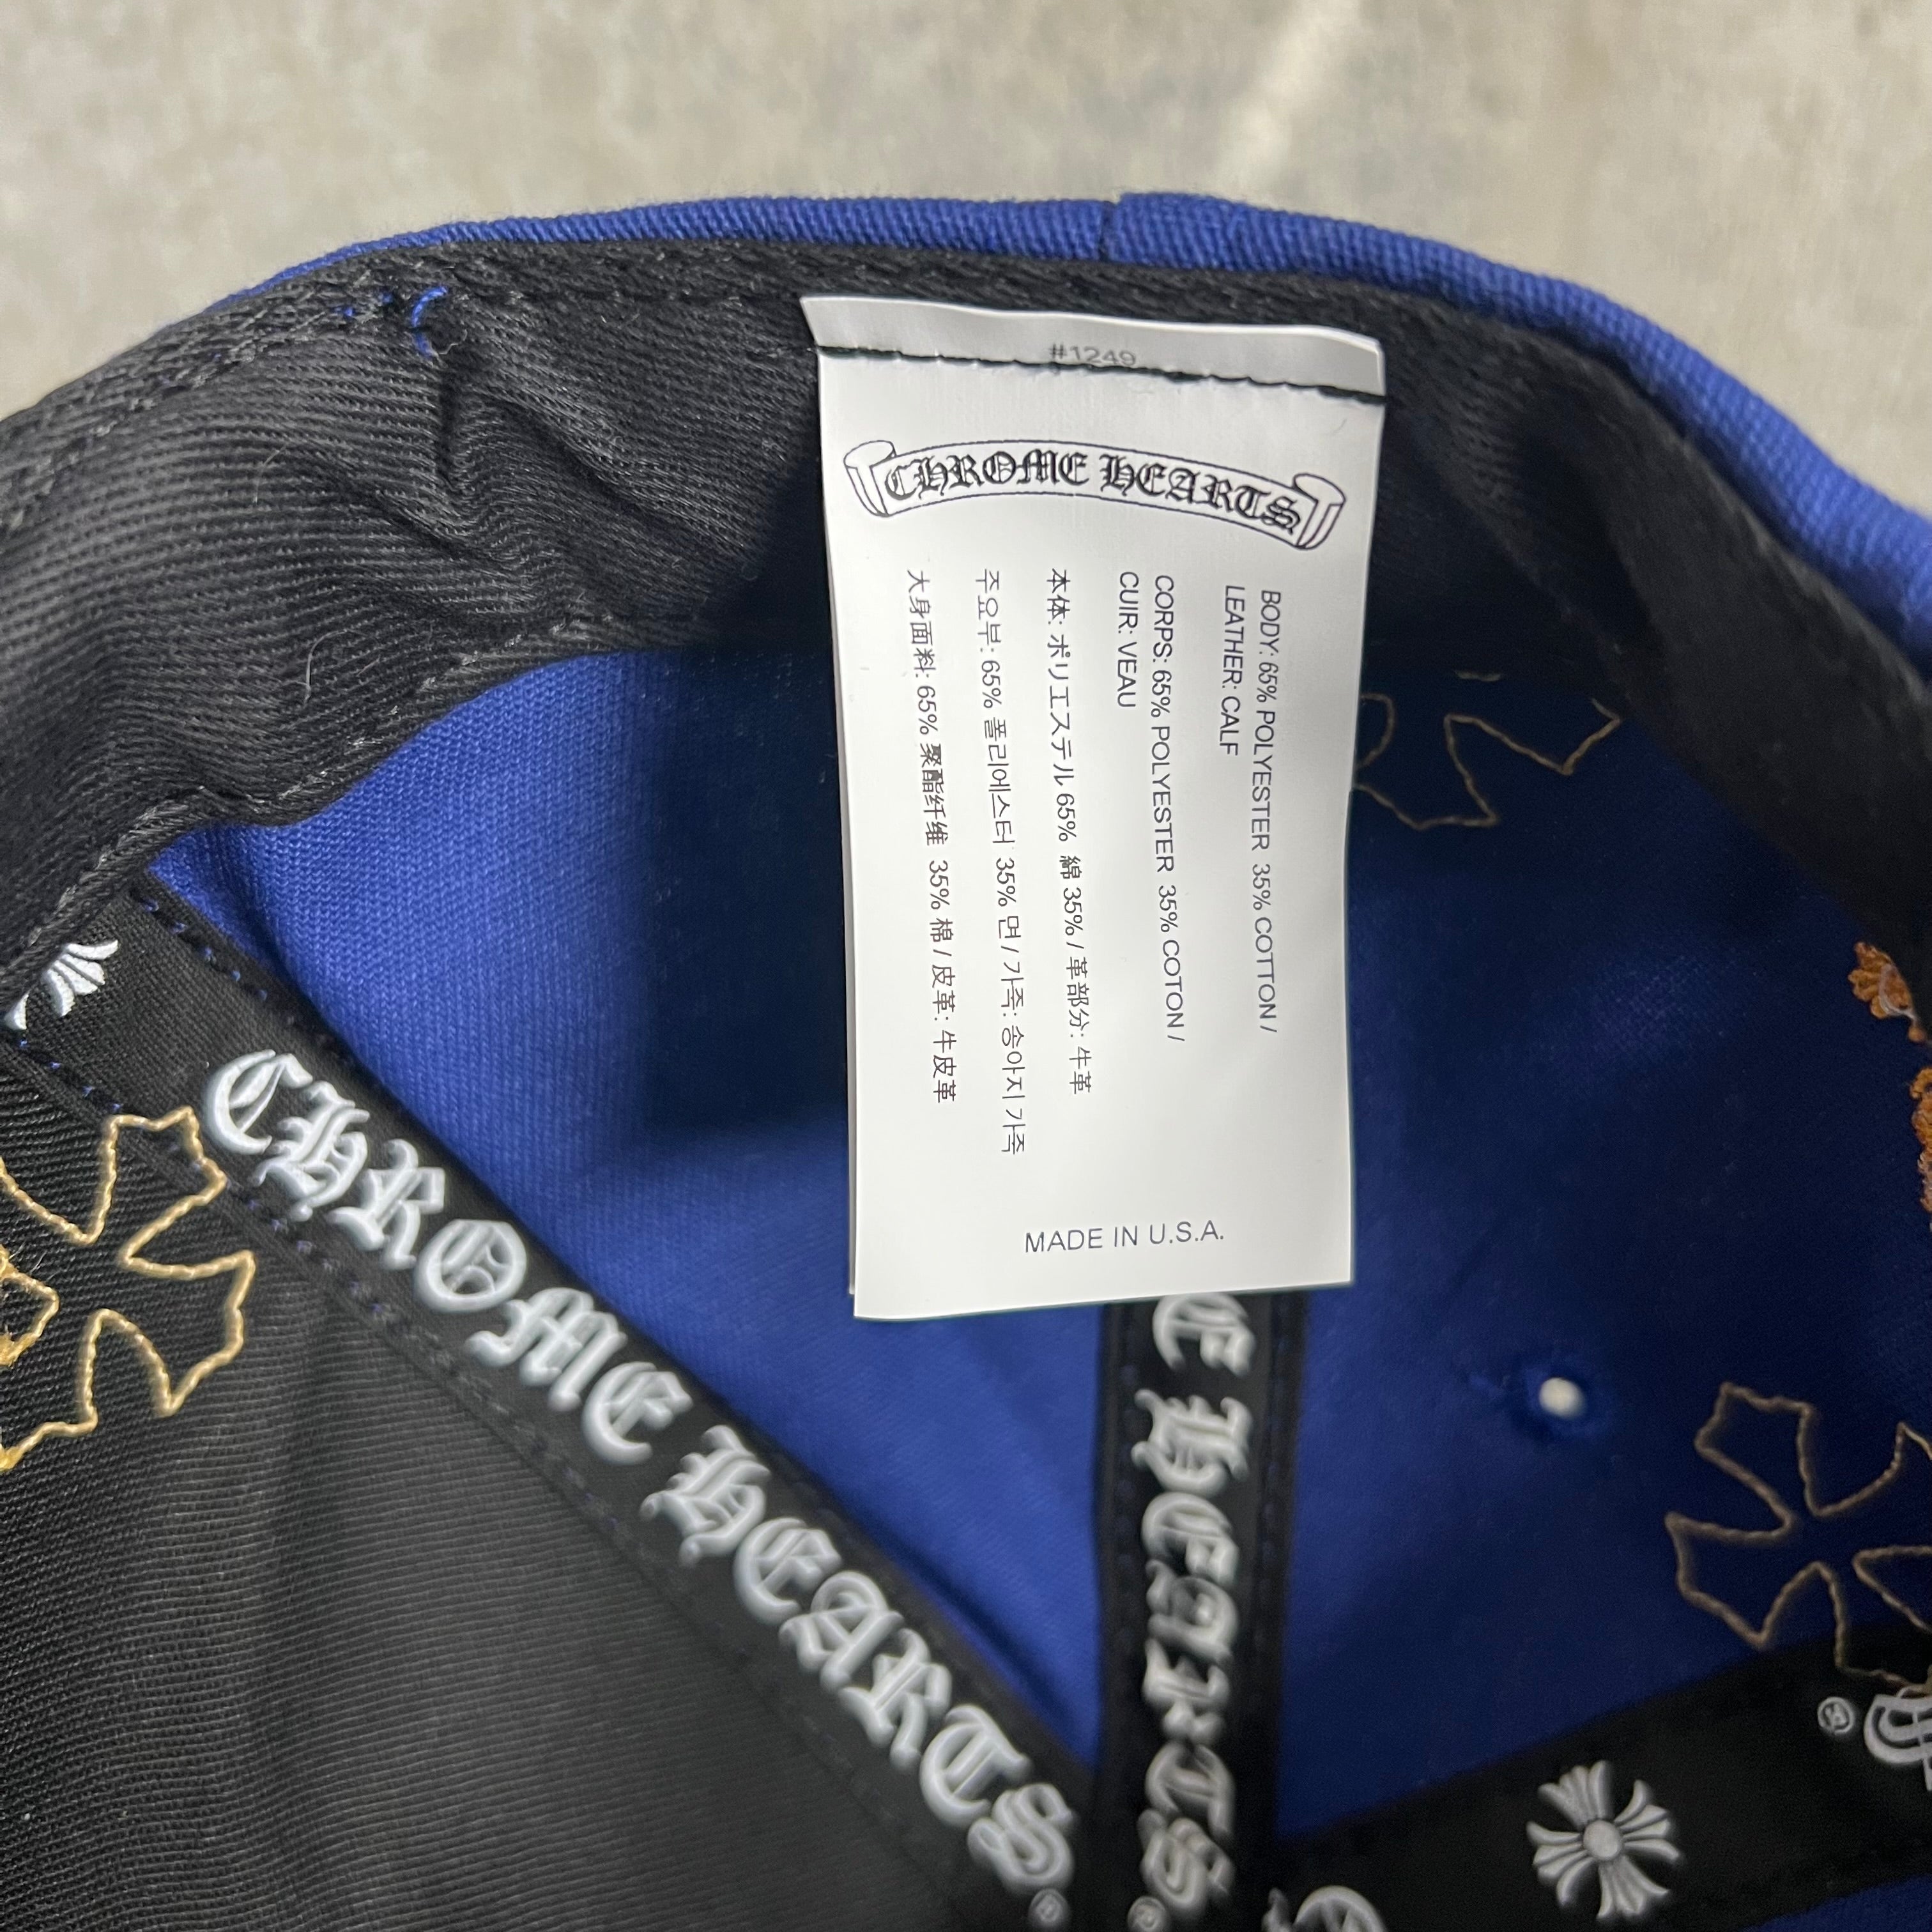 #1249
CHROME HEARTS
BODY: 65% POLYESTER 35% COTTON /
LEATHER: CALF
CORPS: 65% POLYESTER 35% COTON /
CUIR: VEAU
本体: ポリエステル 65% 綿 35% / 革部分: 牛革
주요부: 65% 폴리에스터 35% 면 / 가죽: 송아지 가죽
大身面料: 65% 聚酯纤维 35% 棉 / 皮革: 牛皮革
MADE IN U.S.A.
CHROME HEARTS®
E HEARTS®
®